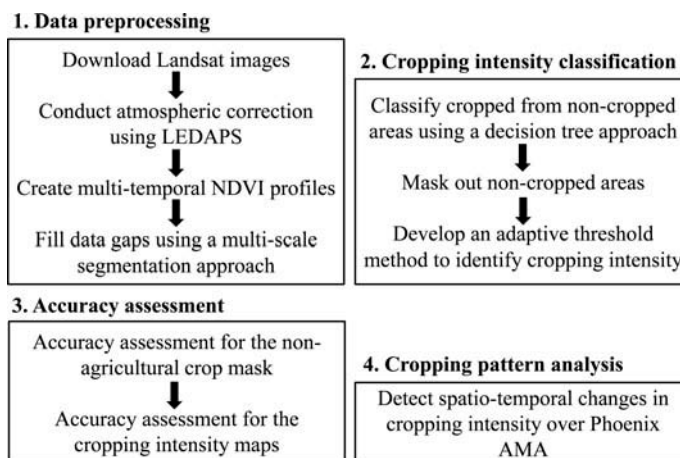 1. Data preprocessing
Download Landsat images
Conduct atmospheric correction
using LEDAPS
Create multi-temporal NDVI profiles
Fill data gaps using a multi-scale
segmentation approach
2. Cropping intensity classification
Classify cropped from non-cropped
areas using a decision tree approach
Mask out non-cropped areas
Develop an adaptive threshold
method to identify cropping intensity
3. Accuracy assessment
Accuracy assessment for the non-
agricultural crop mask
Accuracy assessment for the
cropping intensity maps
4. Cropping pattern analysis
Detect spatio-temporal changes in
cropping intensity over Phoenix
AMA